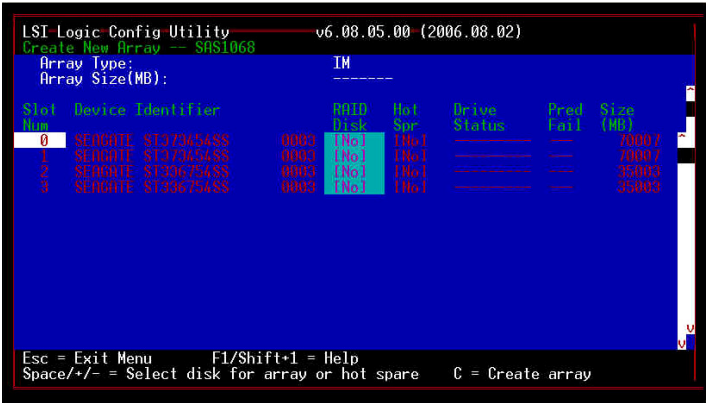 LSI Logic Config Utility v6.08.05.00 (2006.08.02)
Create New Array -- SAS1068
Array Type: IM
Array Size(MB): -------
Slot Device Identifier RAID Hot Drive Pred Size
Num Disk Spr Status Fail (MB)
0 SEAGATE ST373454SS 0003 [No] [No] -------- --- 70007
1 SEAGATE ST373454SS 0003 [No] [No] -------- --- 70007
2 SEAGATE ST336754SS 0003 [No] [No] -------- --- 35003
3 SEAGATE ST336754SS 0003 [No] [No] -------- --- 35003
Esc = Exit Menu F1/Shift+1 = Help
Space/+/- = Select disk for array or hot spare C = Create array